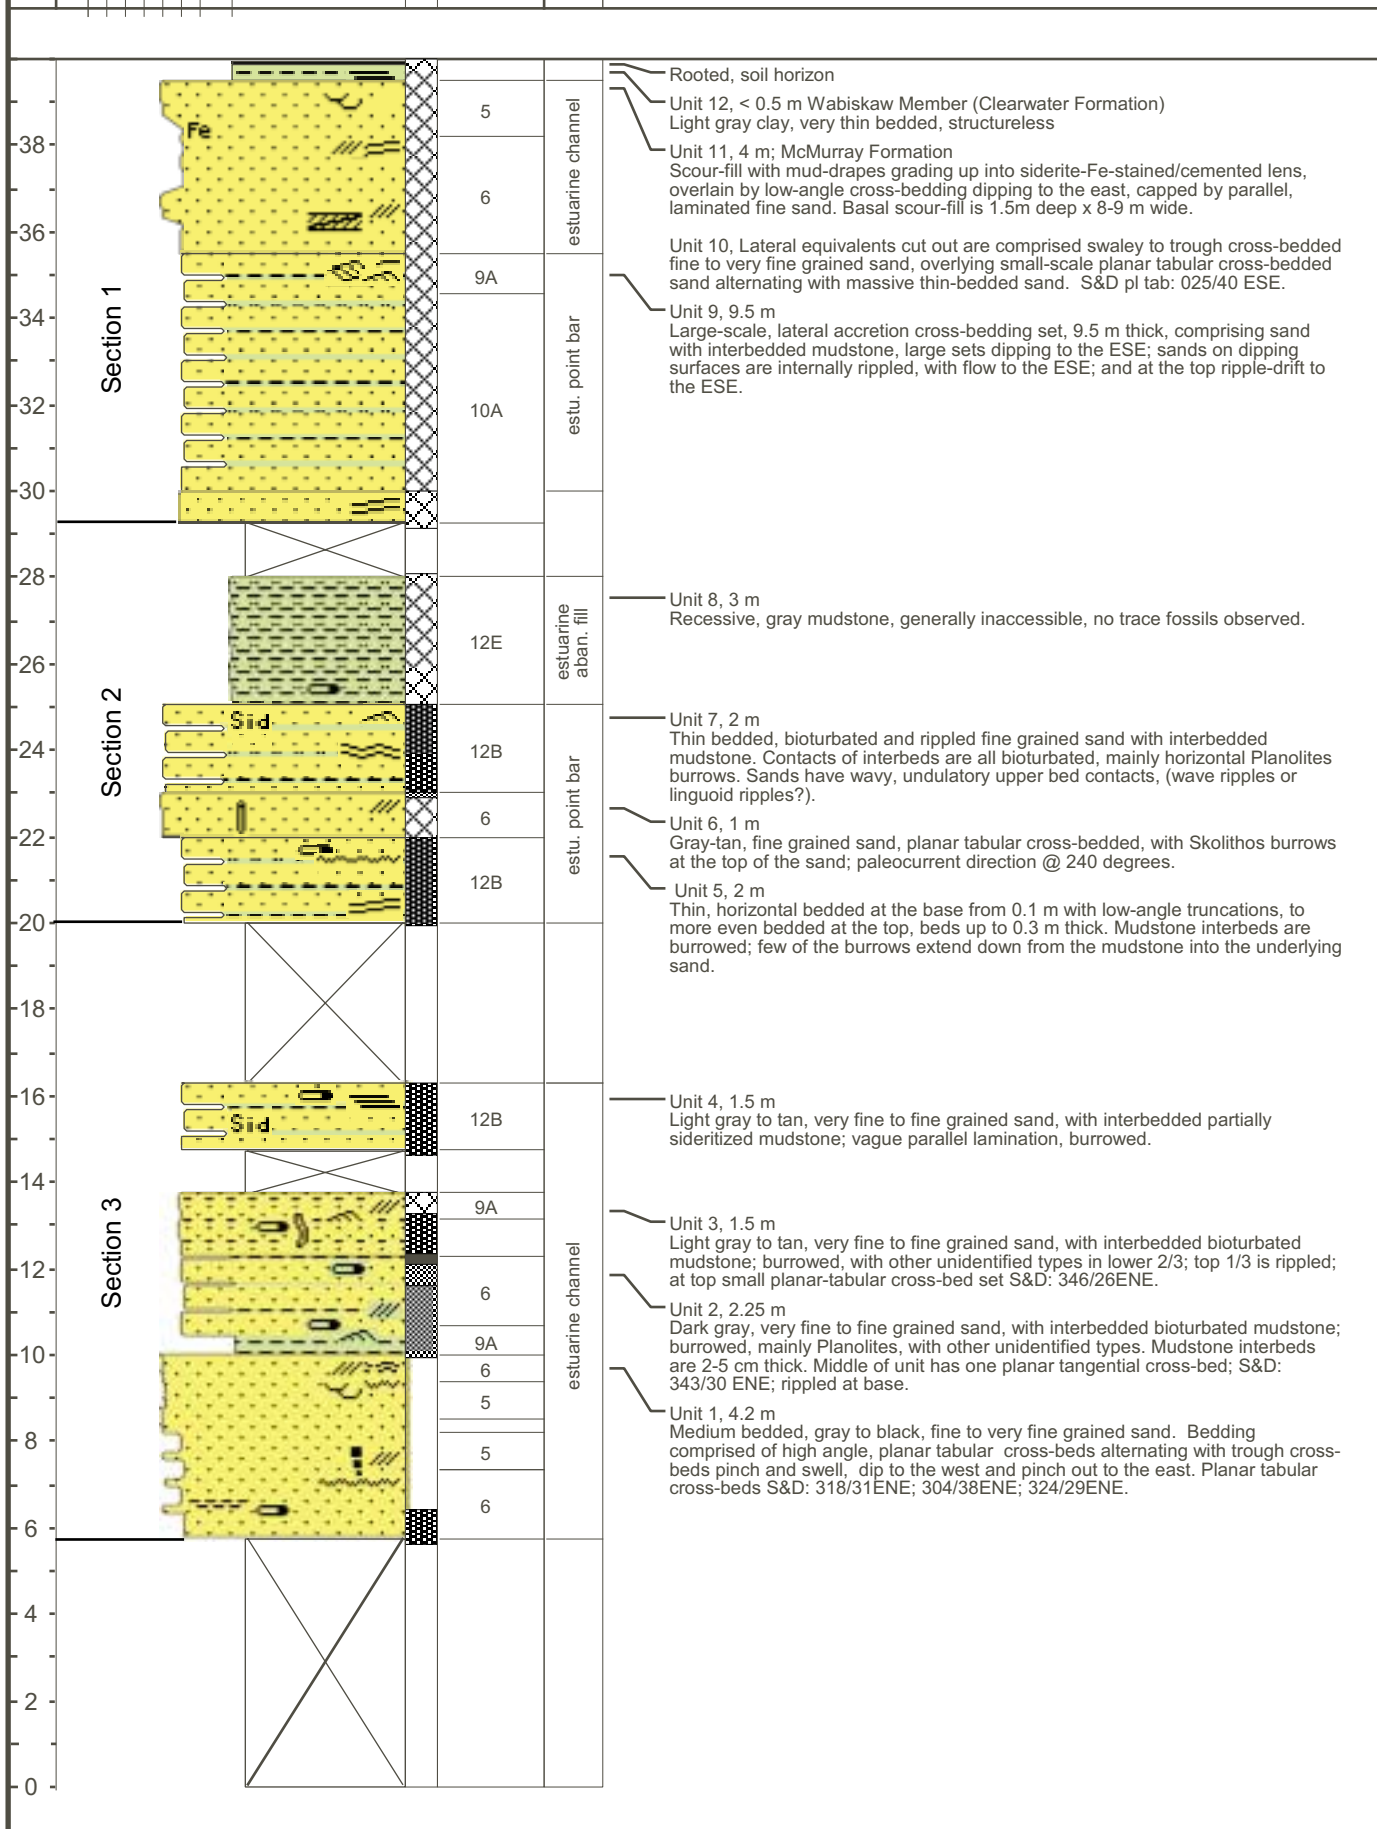 Rooted, soil horizon
Unit 12, < 0.5 m Wabiskaw Member (Clearwater Formation)
Light gray clay, very thin bedded, structureless
Unit 11, 4 m; McMurray Formation
Scour-fill with mud-drapes grading up into siderite-Fe-stained/cemented lens,
overlain by low-angle cross-bedding dipping to the east, capped by parallel,
laminated fine sand. Basal scour-fill is 1.5m deep x 8-9 m wide.
Unit 10, Lateral equivalents cut out are comprised swaley to trough cross-bedded
fine to very fine grained sand, overlying small-scale planar tabular cross-bedded
sand alternating with massive thin-bedded sand. S&D pl tab: 025/40 ESE.
Unit 9, 9.5 m
Large-scale, lateral accretion cross-bedding set, 9.5 m thick, comprising sand
with interbedded mudstone, large sets dipping to the ESE; sands on dipping
surfaces are internally rippled, with flow to the ESE; and at the top ripple-drift to
the ESE.
Unit 8, 3 m
Recessive, gray mudstone, generally inaccessible, no trace fossils observed.
Unit 7, 2 m
Thin bedded, bioturbated and rippled fine grained sand with interbedded
mudstone. Contacts of interbeds are all bioturbated, mainly horizontal Planolites
burrows. Sands have wavy, undulatory upper bed contacts, (wave ripples or
linguoid ripples?).
Unit 6, 1 m
Gray-tan, fine grained sand, planar tabular cross-bedded, with Skolithos burrows
at the top of the sand; paleocurrent direction @ 240 degrees.
Unit 5, 2 m
Thin, horizontal bedded at the base from 0.1 m with low-angle truncations, to
more even bedded at the top, beds up to 0.3 m thick. Mudstone interbeds are
burrowed; few of the burrows extend down from the mudstone into the underlying
sand.
Unit 4, 1.5 m
Light gray to tan, very fine to fine grained sand, with interbedded partially
sideritized mudstone; vague parallel lamination, burrowed.
Unit 3, 1.5 m
Light gray to tan, very fine to fine grained sand, with interbedded bioturbated
mudstone; burrowed, with other unidentified types in lower 2/3; top 1/3 is rippled;
at top small planar-tabular cross-bed set S&D: 346/26ENE.
Unit 2, 2.25 m
Dark gray, very fine to fine grained sand, with interbedded bioturbated mudstone;
burrowed, mainly Planolites, with other unidentified types. Mudstone interbeds
are 2-5 cm thick. Middle of unit has one planar tangential cross-bed; S&D:
343/30 ENE; rippled at base.
Unit 1, 4.2 m
Medium bedded, gray to black, fine to very fine grained sand. Bedding
comprised of high angle, planar tabular cross-beds alternating with trough cross-
beds pinch and swell, dip to the west and pinch out to the east. Planar tabular
cross-beds S&D: 318/31ENE; 304/38ENE; 324/29ENE.
38
36
34
32
30
28
26
24
22
20
18
16
14
12
10
8
6
4
2
0
Section 1
Section 2
Section 3
Fe
Sid
Sid
5
6
9A
10A
12E
12B
6
12B
12B
9A
6
9A
6
5
5
6
estuarine channel
estu. point bar
estuarine
aban. fill
estu. point bar
estuarine channel